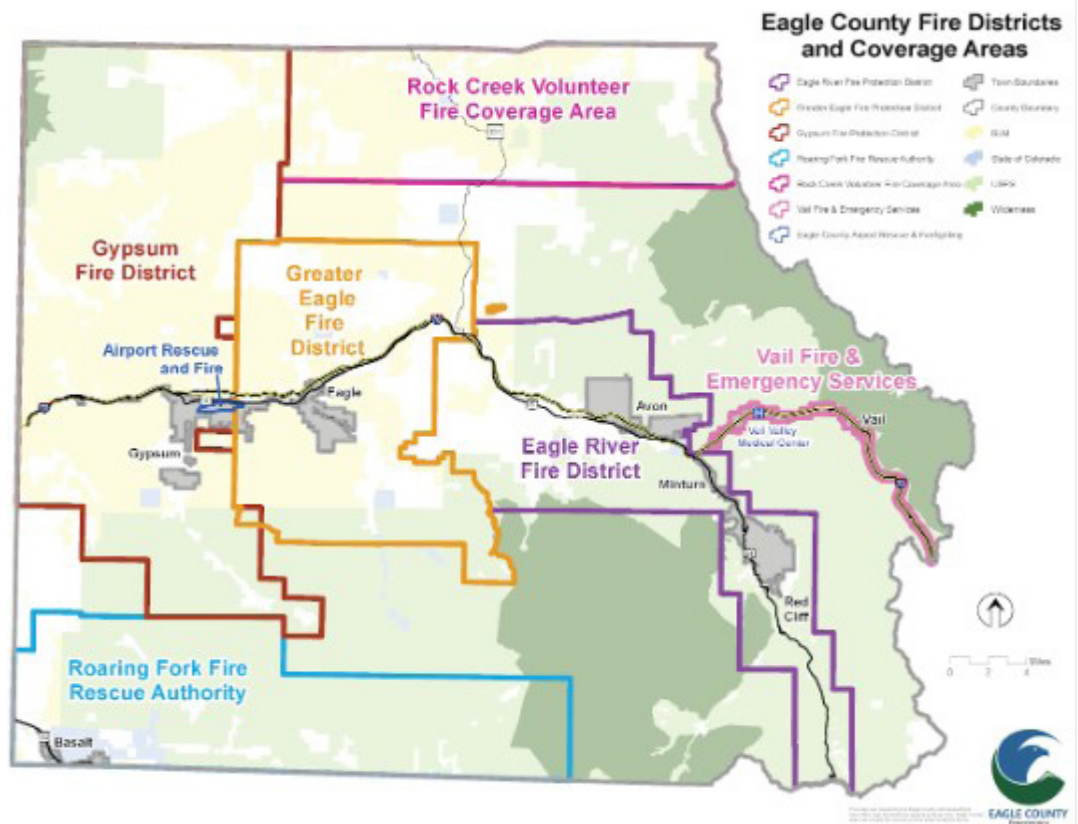 Eagle County Fire Districts
and Coverage Areas
Eagle River Fire Protection District
Greater Eagle Fire Protection District
Gypsum Fire Protection District
Roaring Fork Fire Rescue Authority
Rock Creek Volunteer Fire Coverage Area
Vail Fire & Emergency Services
Eagle County Airport Rescue & Firefighting
Town Boundaries
County Boundary
BLM
State of Colorado
USFS
Wilderness
Rock Creek Volunteer
Fire Coverage Area
Gypsum
Fire District
Greater
Eagle
Fire
District
Airport Rescue
and Fire
Eagle
Gypsum
Vail Fire &
Emergency Services
Avon
Vail
Vail Valley
Medical Center
Eagle River
Fire District
Minturn
Red
Cliff
Roaring Fork Fire
Rescue Authority
Basalt
Miles
0 2 4
EAGLE COUNTY